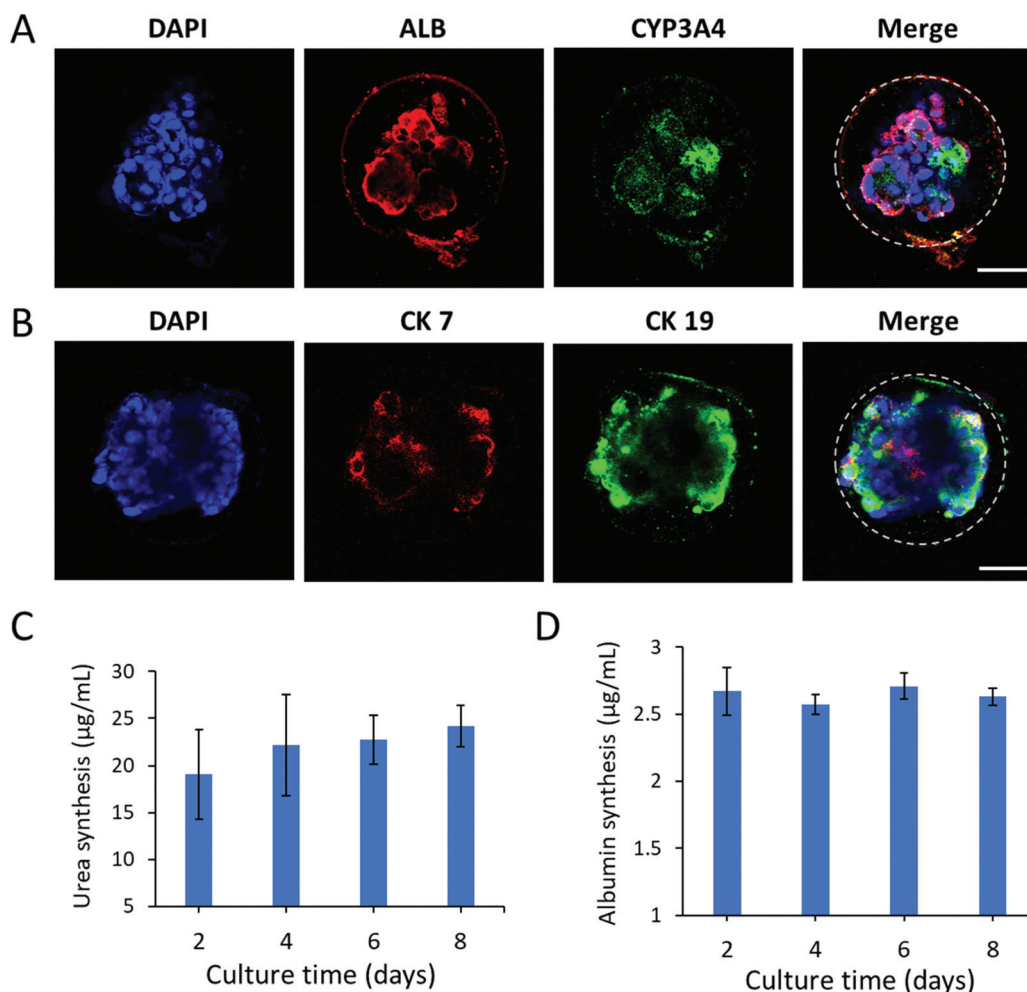 A
DAPI ALB CYP3A4 Merge
B
DAPI CK 7 CK 19 Merge
C
Urea synthesis (µg/mL)
30
25
20
15
10
5
2 4 6 8
Culture time (days)
D
Albumin synthesis (µg/mL)
3
2.5
2
1.5
1
2 4 6 8
Culture time (days)